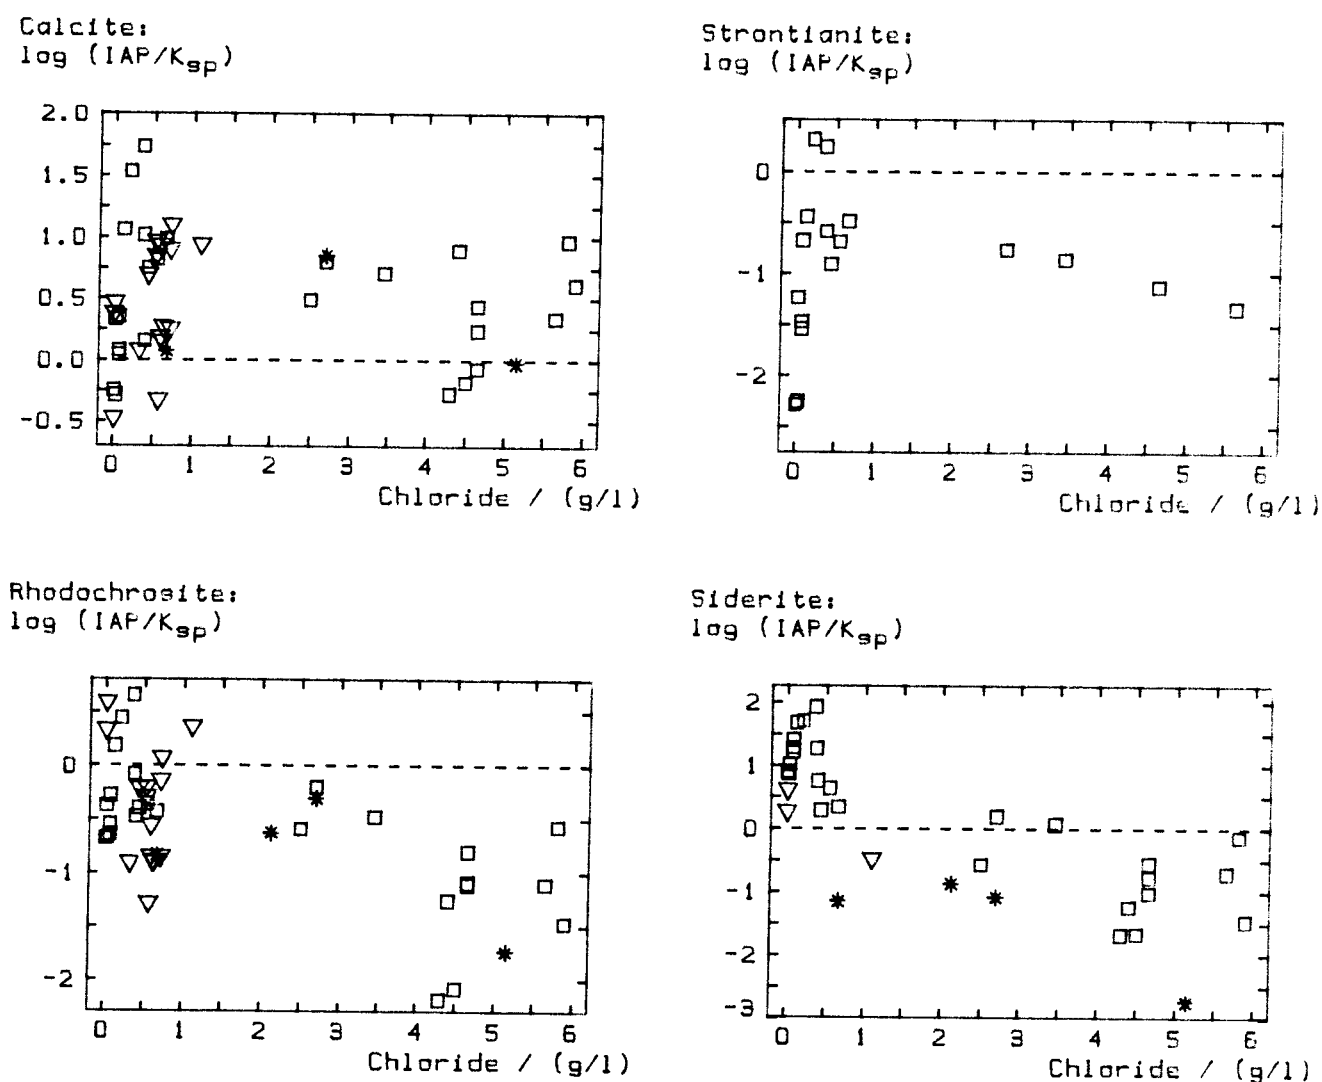 Calcite:
log (IAP/Ksp)
2.0
1.5
1.0
0.5
0.0
-0.5
0 1 2 3 4 5 6
Chloride / (g/l)
Strontianite:
log (IAP/Ksp)
0
-1
-2
0 1 2 3 4 5 6
Chloride / (g/l)
Rhodochrosite:
log (IAP/Ksp)
0
-1
-2
0 1 2 3 4 5 6
Chloride / (g/l)
Siderite:
log (IAP/Ksp)
2
1
0
-1
-2
-3
0 1 2 3 4 5 6
Chloride / (g/l)